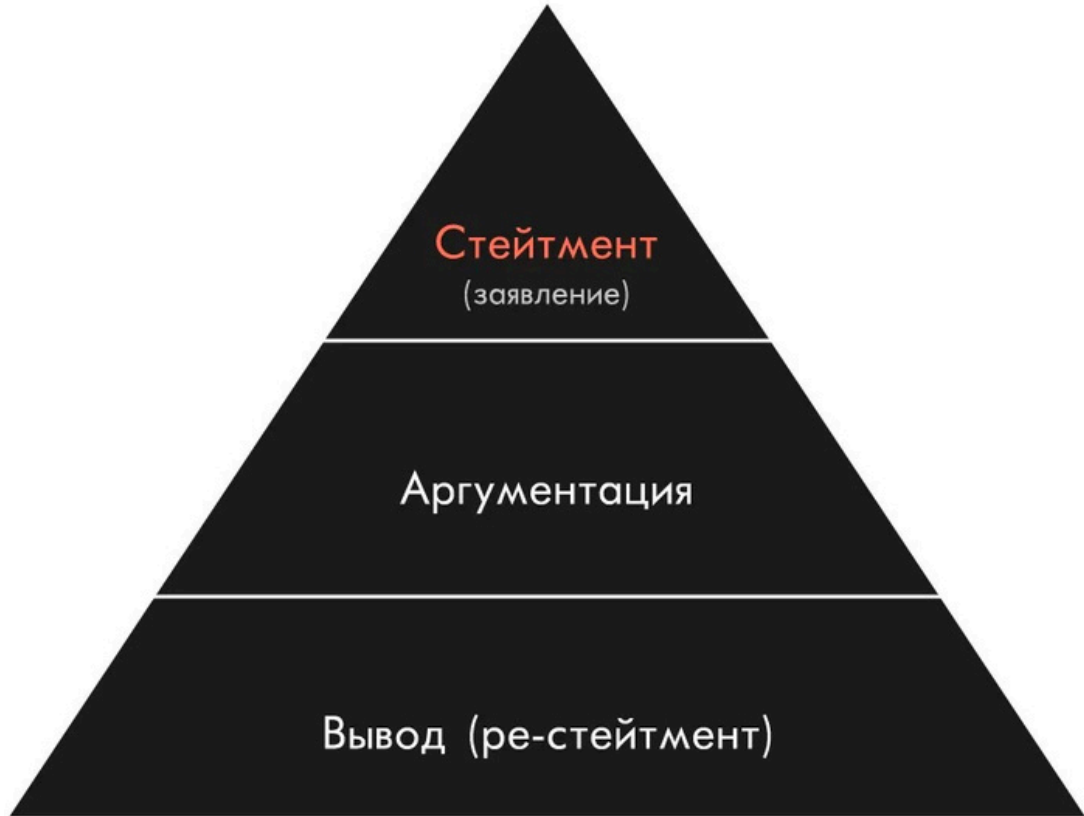 Стейтмент
(заявление)
Аргументация
Вывод (ре-стейтмент)